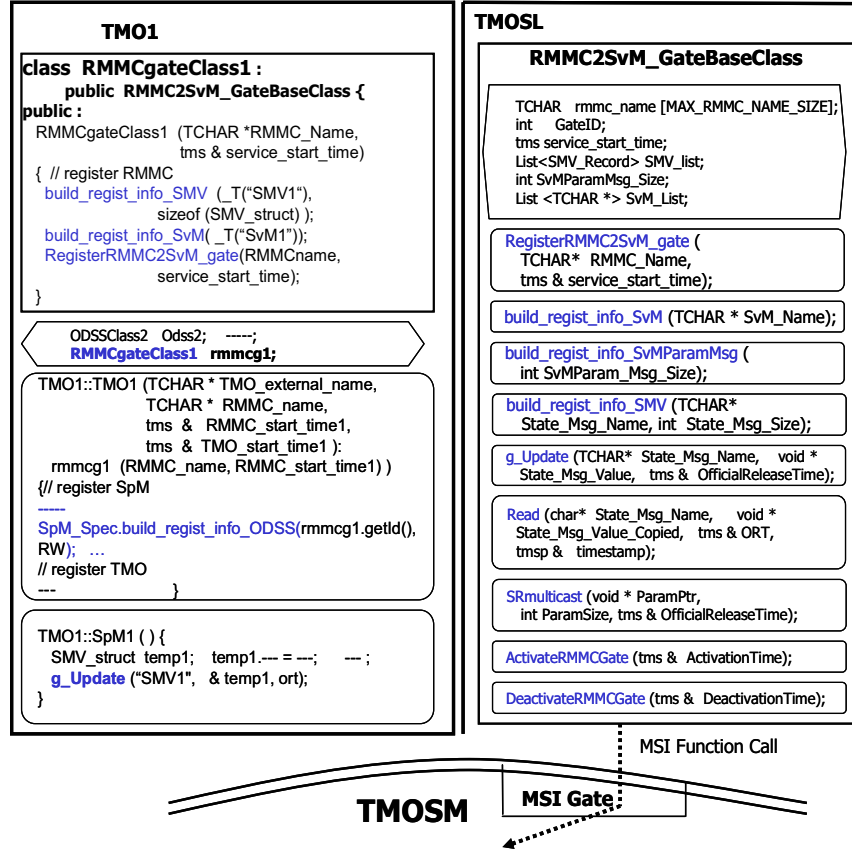 TMO1
class RMMCgateClass1 :
public RMMC2SvM_GateBaseClass {
public :
RMMCgateClass1 (TCHAR *RMMC_Name,
tms & service_start_time)
{ // register RMMC
build_regist_info_SMV (_T(“SMV1“),
sizeof (SMV_struct) );
build_regist_info_SvM( _T(“SvM1”));
RegisterRMMC2SvM_gate(RMMCname,
service_start_time);
}
ODSSClass2 Odss2; -----;
RMMCgateClass1 rmmcg1;
TMO1::TMO1 (TCHAR * TMO_external_name,
TCHAR * RMMC_name,
tms & RMMC_start_time1,
tms & TMO_start_time1 ):
rmmcg1 (RMMC_name, RMMC_start_time1) )
{// register SpM
-----
SpM_Spec.build_regist_info_ODSS(rmmcg1.getId(),
RW); …
// register TMO
--- }
TMO1::SpM1 ( ) {
SMV_struct temp1; temp1.--- = ---; --- ;
g_Update (“SMV1", & temp1, ort);
}
TMOSL
RMMC2SvM_GateBaseClass
TCHAR rmmc_name [MAX_RMMC_NAME_SIZE];
int GateID;
tms service_start_time;
List<SMV_Record> SMV_list;
int SvMParamMsg_Size;
List <TCHAR *> SvM_List;
RegisterRMMC2SvM_gate (
TCHAR* RMMC_Name,
tms & service_start_time);
build_regist_info_SvM (TCHAR * SvM_Name);
build_regist_info_SvMParamMsg (
int SvMParam_Msg_Size);
build_regist_info_SMV (TCHAR*
State_Msg_Name, int State_Msg_Size);
g_Update (TCHAR* State_Msg_Name, void *
State_Msg_Value, tms & OfficialReleaseTime);
Read (char* State_Msg_Name, void *
State_Msg_Value_Copied, tms & ORT,
tmsp & timestamp);
SRmulticast (void * ParamPtr,
int ParamSize, tms & OfficialReleaseTime);
ActivateRMMCGate (tms & ActivationTime);
DeactivateRMMCGate (tms & DeactivationTime);
MSI Function Call
MSI Gate
TMOSM